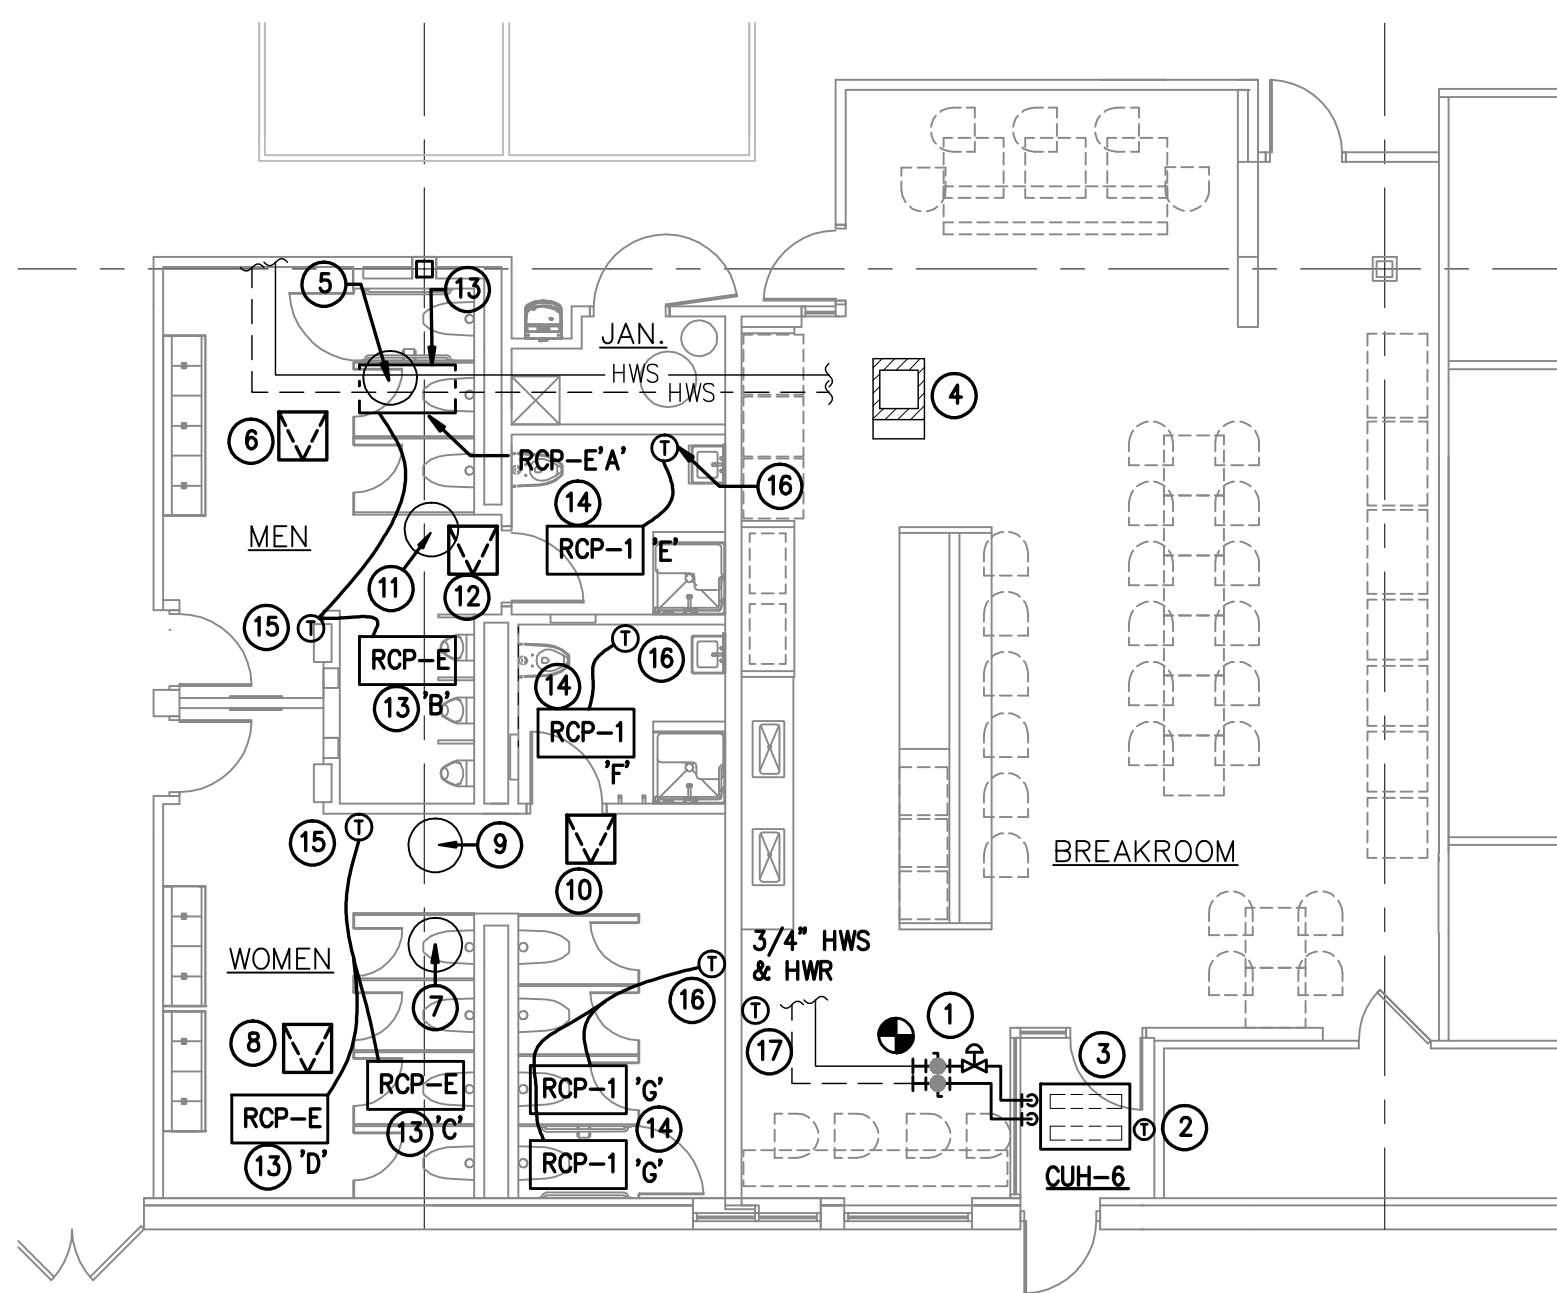 5
13
JAN.
HWS
HWS
4
6
RCP-E'A'
T
16
14
MEN
RCP-1 'E'
11
12
15
T
T
16
RCP-E
14
13 'B'
RCP-1
'F'
15
T
9
10
BREAKROOM
WOMEN
3/4" HWS
& HWR
T
16
7
T
1
8
17
3
RCP-E
RCP-1 'G'
RCP-E
13 'C'
14
T
2
13 'D'
RCP-1 'G'
CUH-6